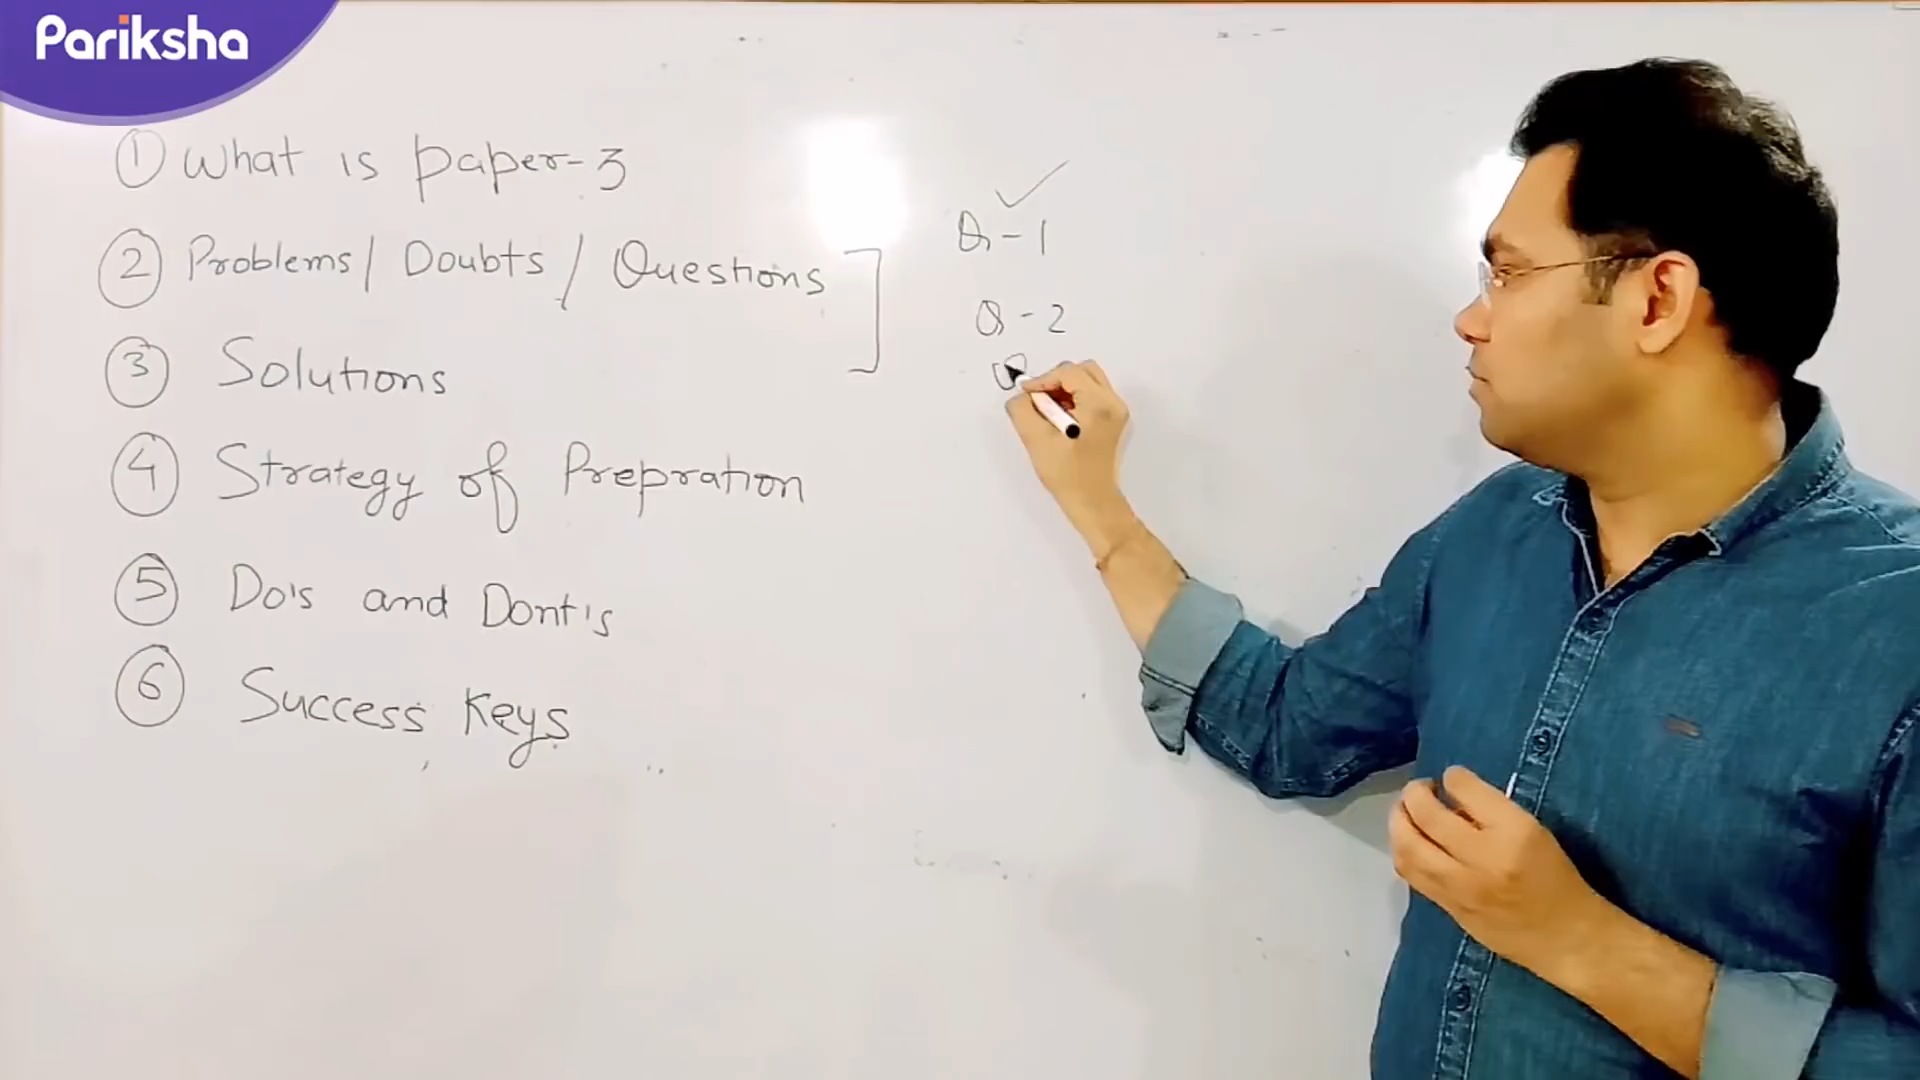 Pariksha
① What is paper-3
② Problems / Doubts / Questions ]
③ Solutions
④ Strategy of Prepration
⑤ Do's and Dont's
⑥ Success Keys
Q-1
Q-2
Q